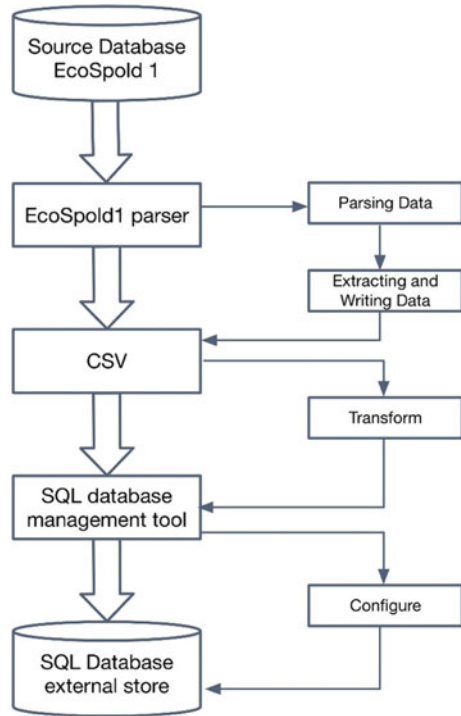 Source Database
EcoSpold 1
EcoSpold1 parser
Parsing Data
Extracting and
Writing Data
CSV
Transform
SQL database
management tool
Configure
SQL Database
external store